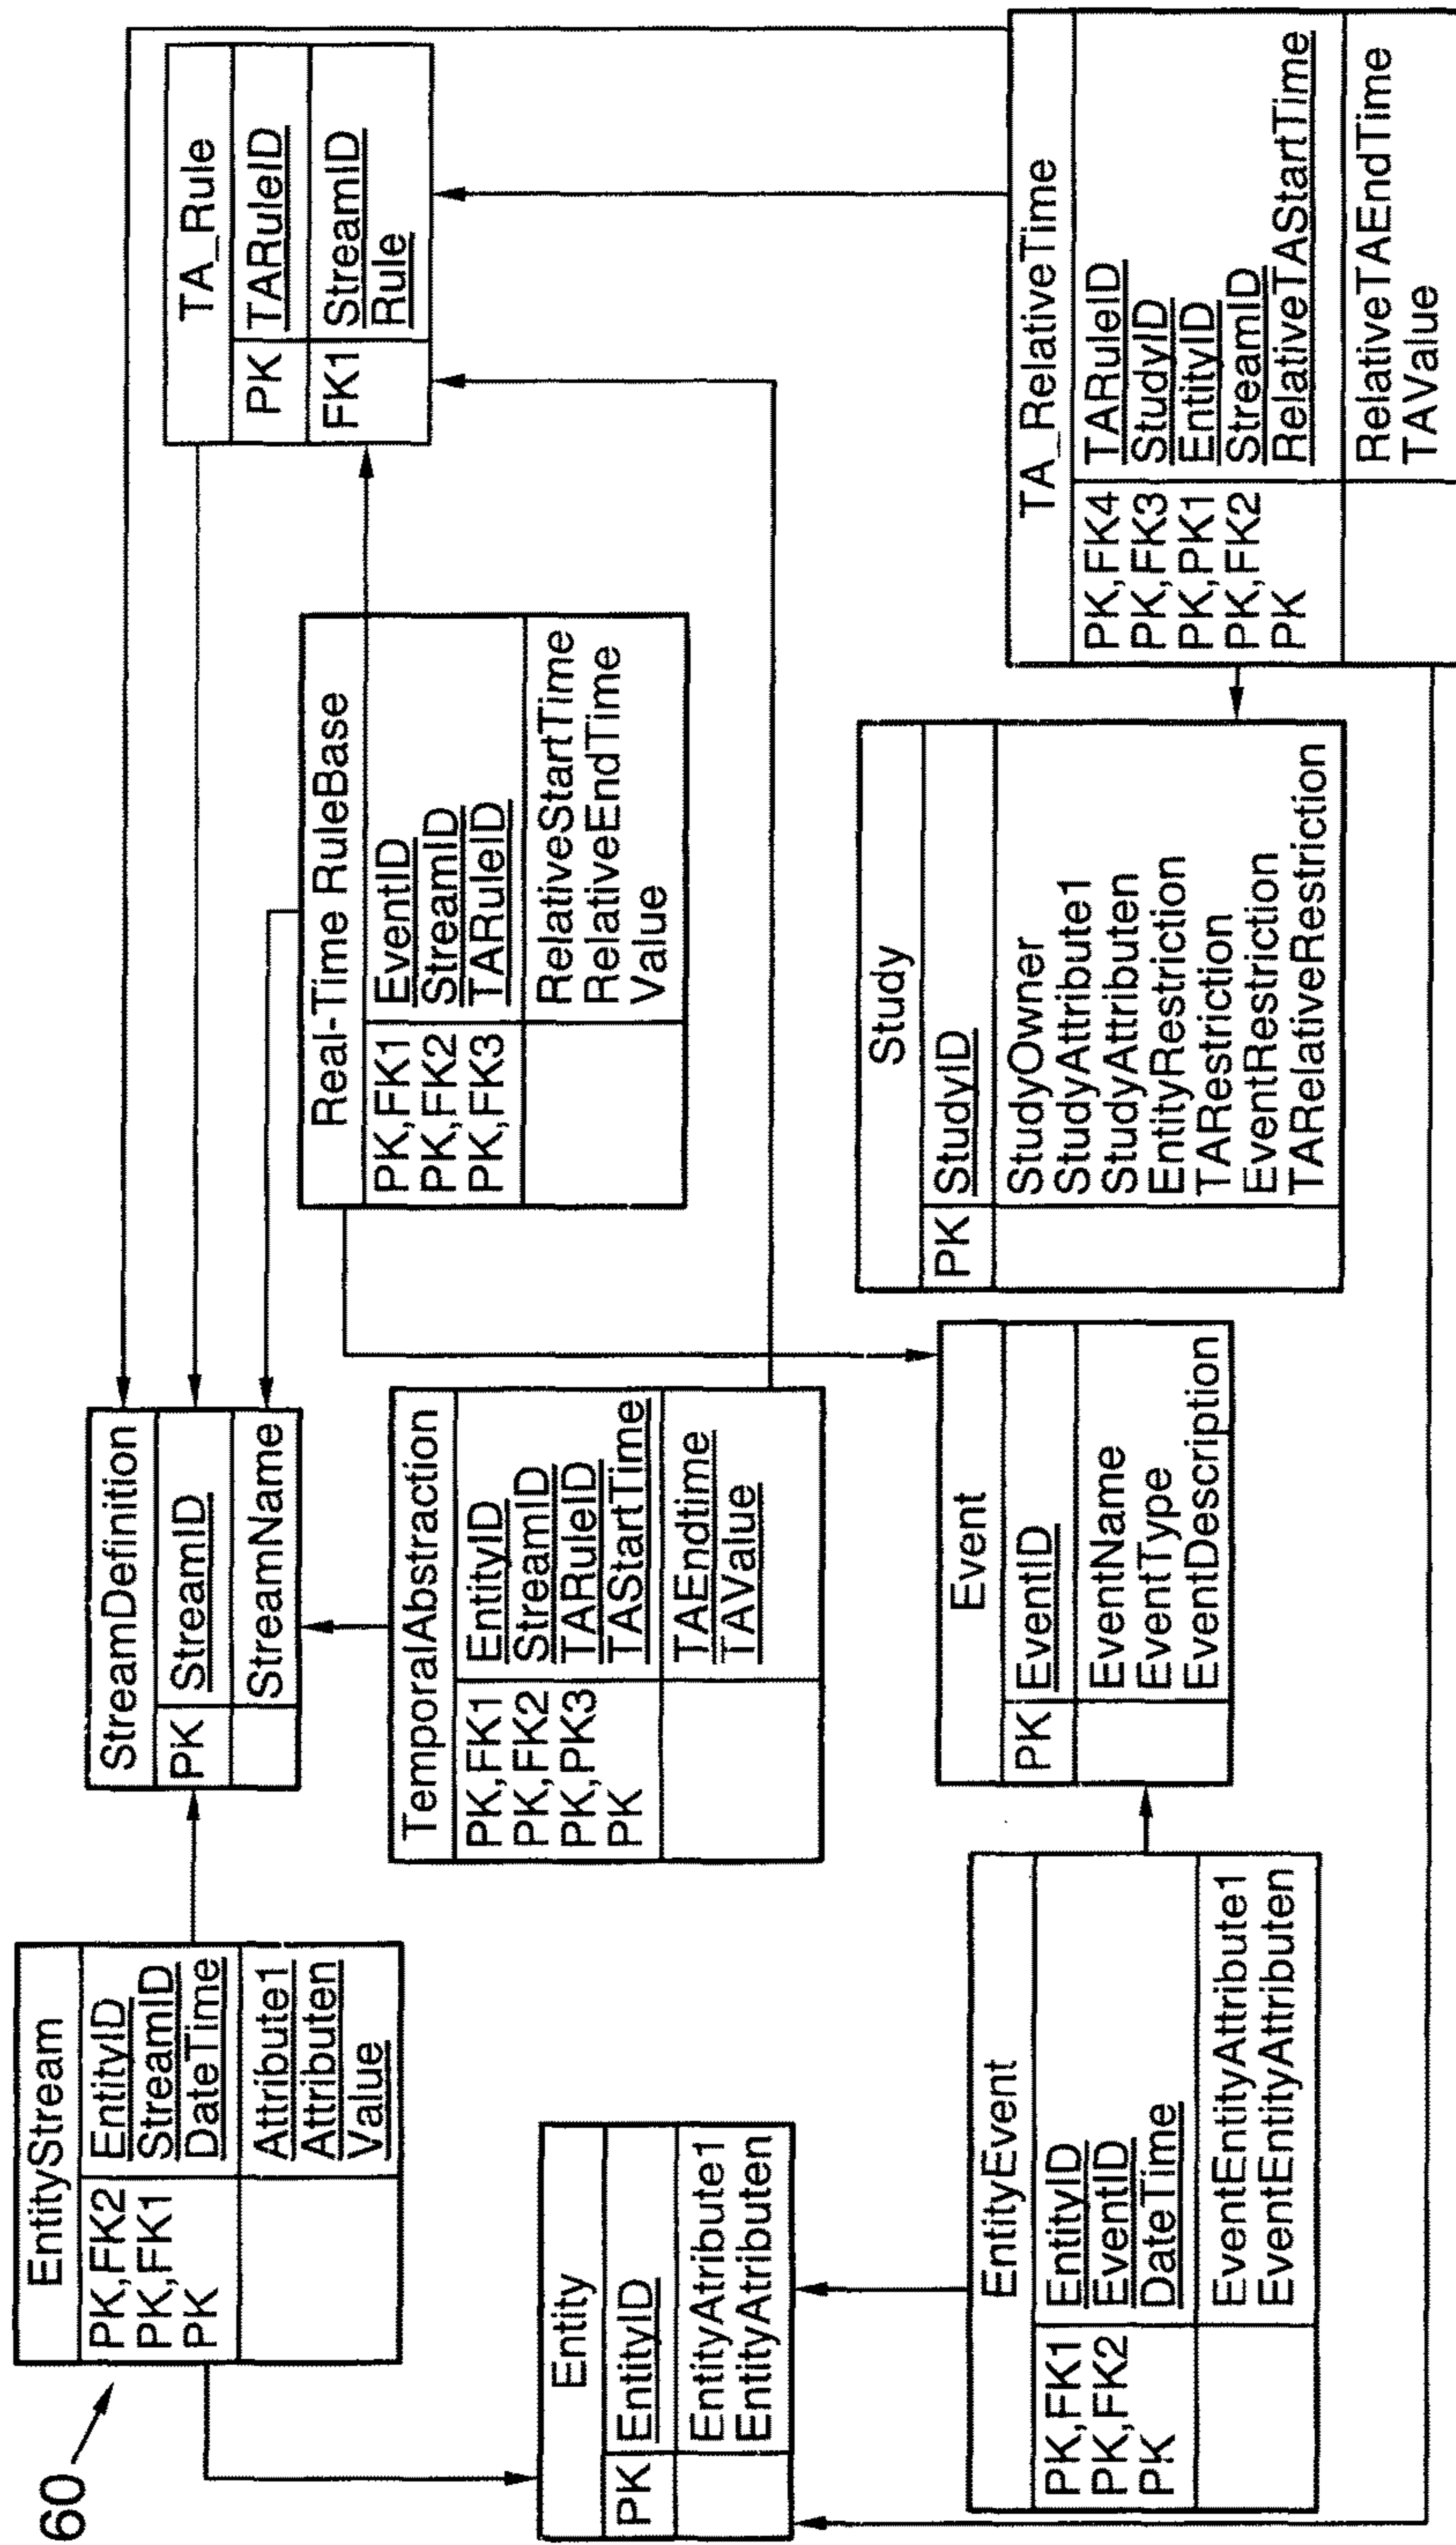 60
EntityStream
PK,FK2 EntityID
PK,FK1 StreamID
PK DateTime
Attribute1
Attributen
Value
StreamDefinition
PK StreamID
StreamName
TA_Rule
PK TARuleID
FK1 StreamID
Rule
Real-Time RuleBase
PK,FK1 EventID
PK,FK2 StreamID
PK,FK3 TARuleID
RelativeStartTime
RelativeEndTime
Value
TemporalAbstraction
PK,FK1 EntityID
PK,FK2 StreamID
PK,PK3 TARuleID
PK TAStartTime
TAEndtime
TAValue
Entity
PK EntityID
EntityAtribute1
EntityAtributen
Study
PK StudyID
StudyOwner
StudyAttribute1
StudyAttributen
EntityRestriction
TARestriction
EventRestriction
TARelativeRestriction
Event
PK EventID
EventName
EventType
EventDescription
EntityEvent
PK,FK1 EntityID
PK,FK2 EventID
PK DateTime
EventEntityAttribute1
EventEntityAttributen
TA_RelativeTime
PK,FK4 TARuleID
PK,FK3 StudyID
PK,PK1 EntityID
PK,FK2 StreamID
PK RelativeTAStartTime
RelativeTAEndTime
TAValue